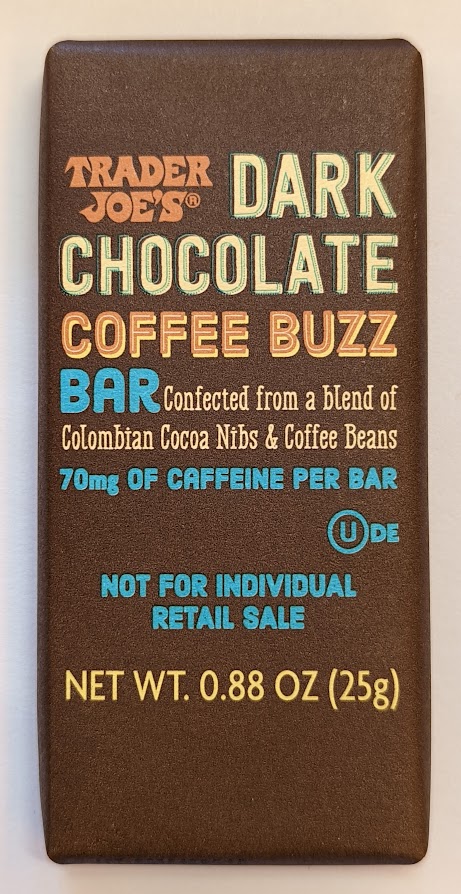 TRADER JOE'S® DARK
CHOCOLATE
COFFEE BUZZ
BAR Confected from a blend of
Colombian Cocoa Nibs & Coffee Beans
70mg OF CAFFEINE PER BAR
U DE
NOT FOR INDIVIDUAL
RETAIL SALE
NET WT. 0.88 OZ (25g)